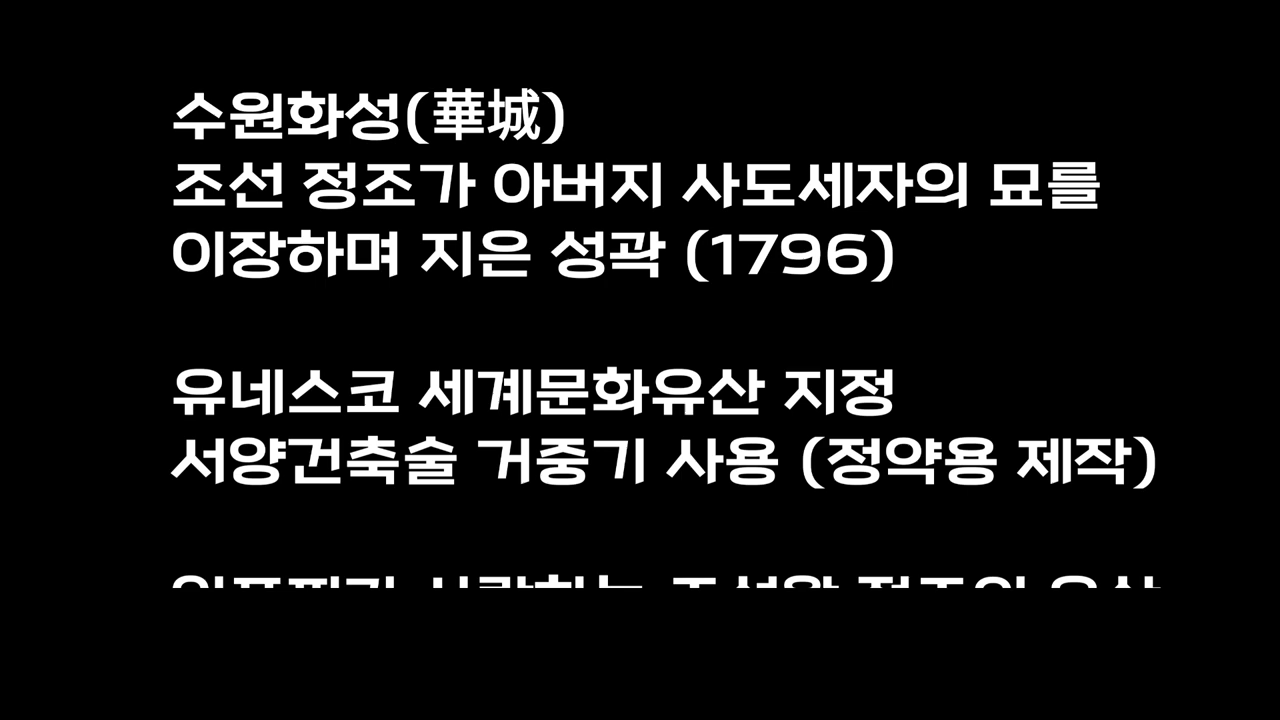 수원화성(華城)
조선 정조가 아버지 사도세자의 묘를
이장하며 지은 성곽 (1796)
유네스코 세계문화유산 지정
서양건축술 거중기 사용 (정약용 제작)